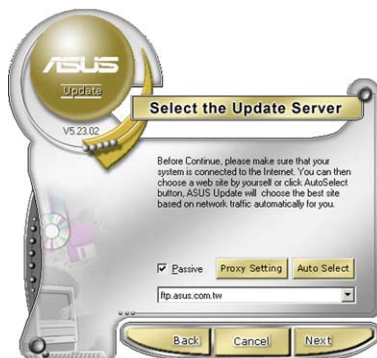 ASUS
Update
V5.23.02
Select the Update Server
Before Continue, please make sure that your
system is connected to the Internet. You can then
choose a web site by yourself or click AutoSelect
button, ASUS Update will choose the best site
based on network traffic automatically for you.
Passive
Proxy Setting
Auto Select
ftp.asus.com.tw
Back
Cancel
Next